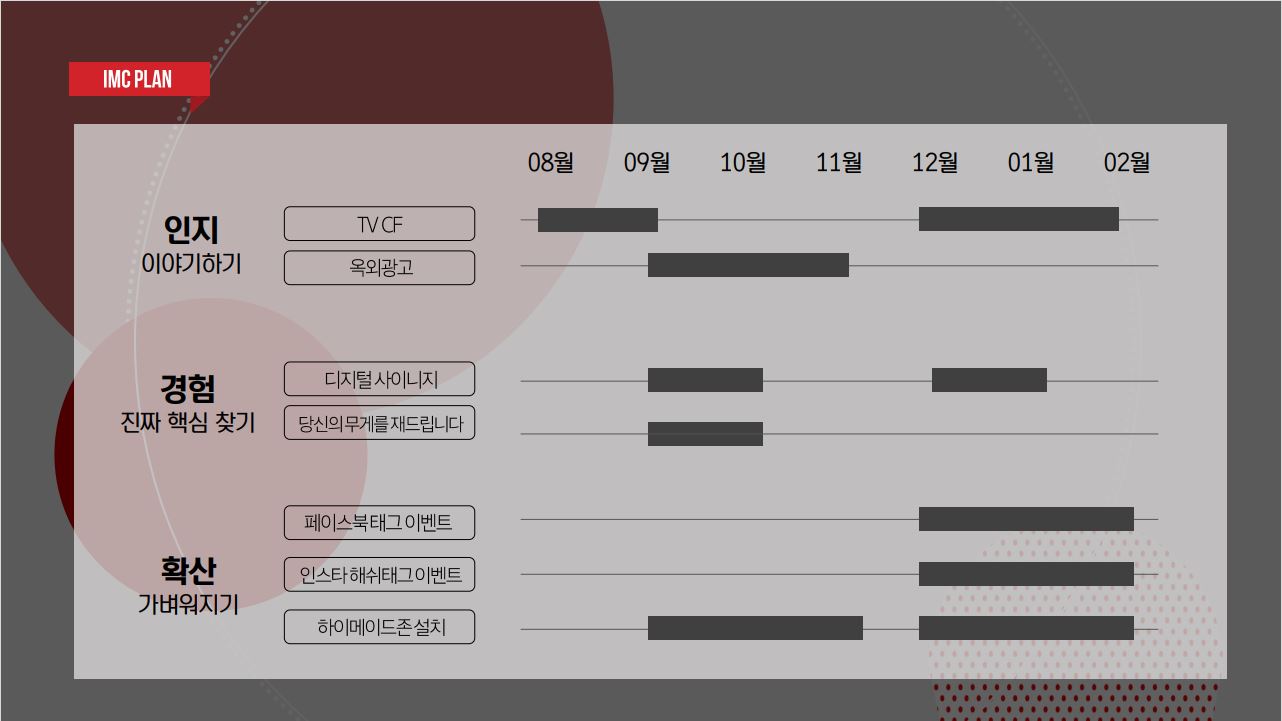 IMC PLAN
08월 09월 10월 11월 12월 01월 02월
인지
이야기하기
TV CF
옥외광고
경험
진짜 핵심 찾기
디지털 사이니지
당신의 무게를 재드립니다
확산
가벼워지기
페이스북 태그 이벤트
인스타 해쉬태그 이벤트
하이메이드존 설치